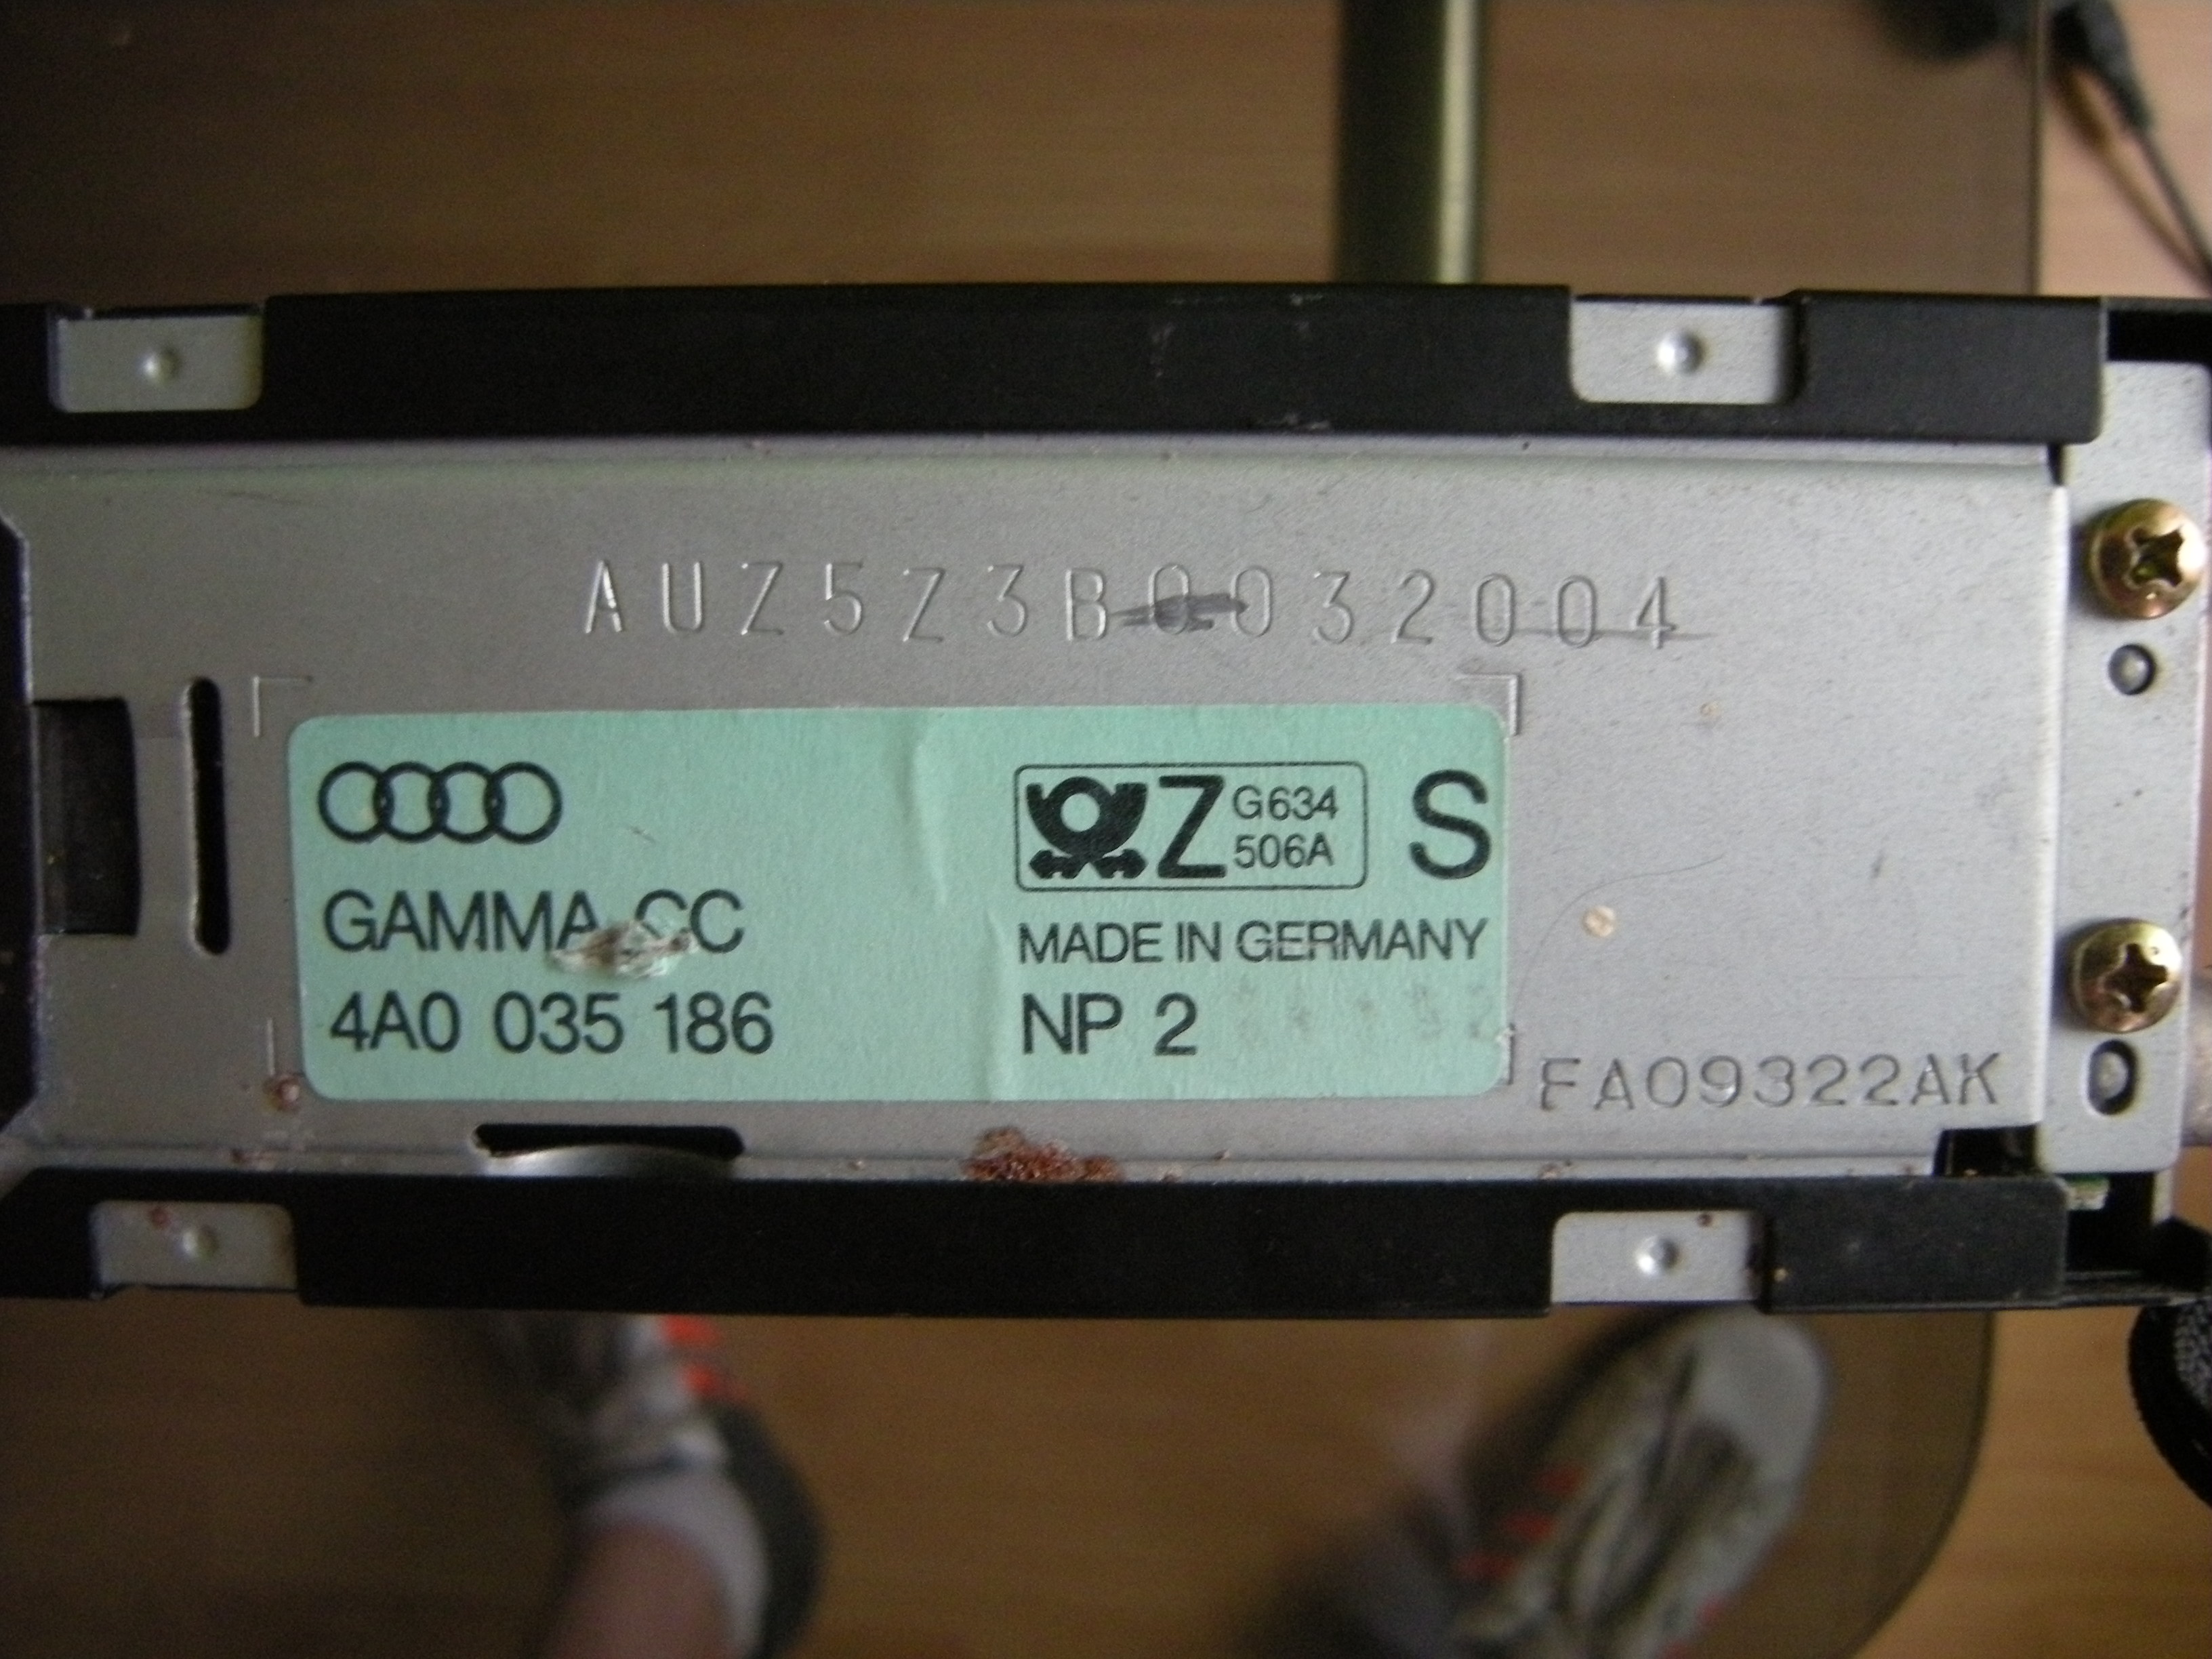 AUZ5Z3B0032004
GAMMA CC
4A0 035 186
Z G634
506A
S
MADE IN GERMANY
NP 2
FA09322AK